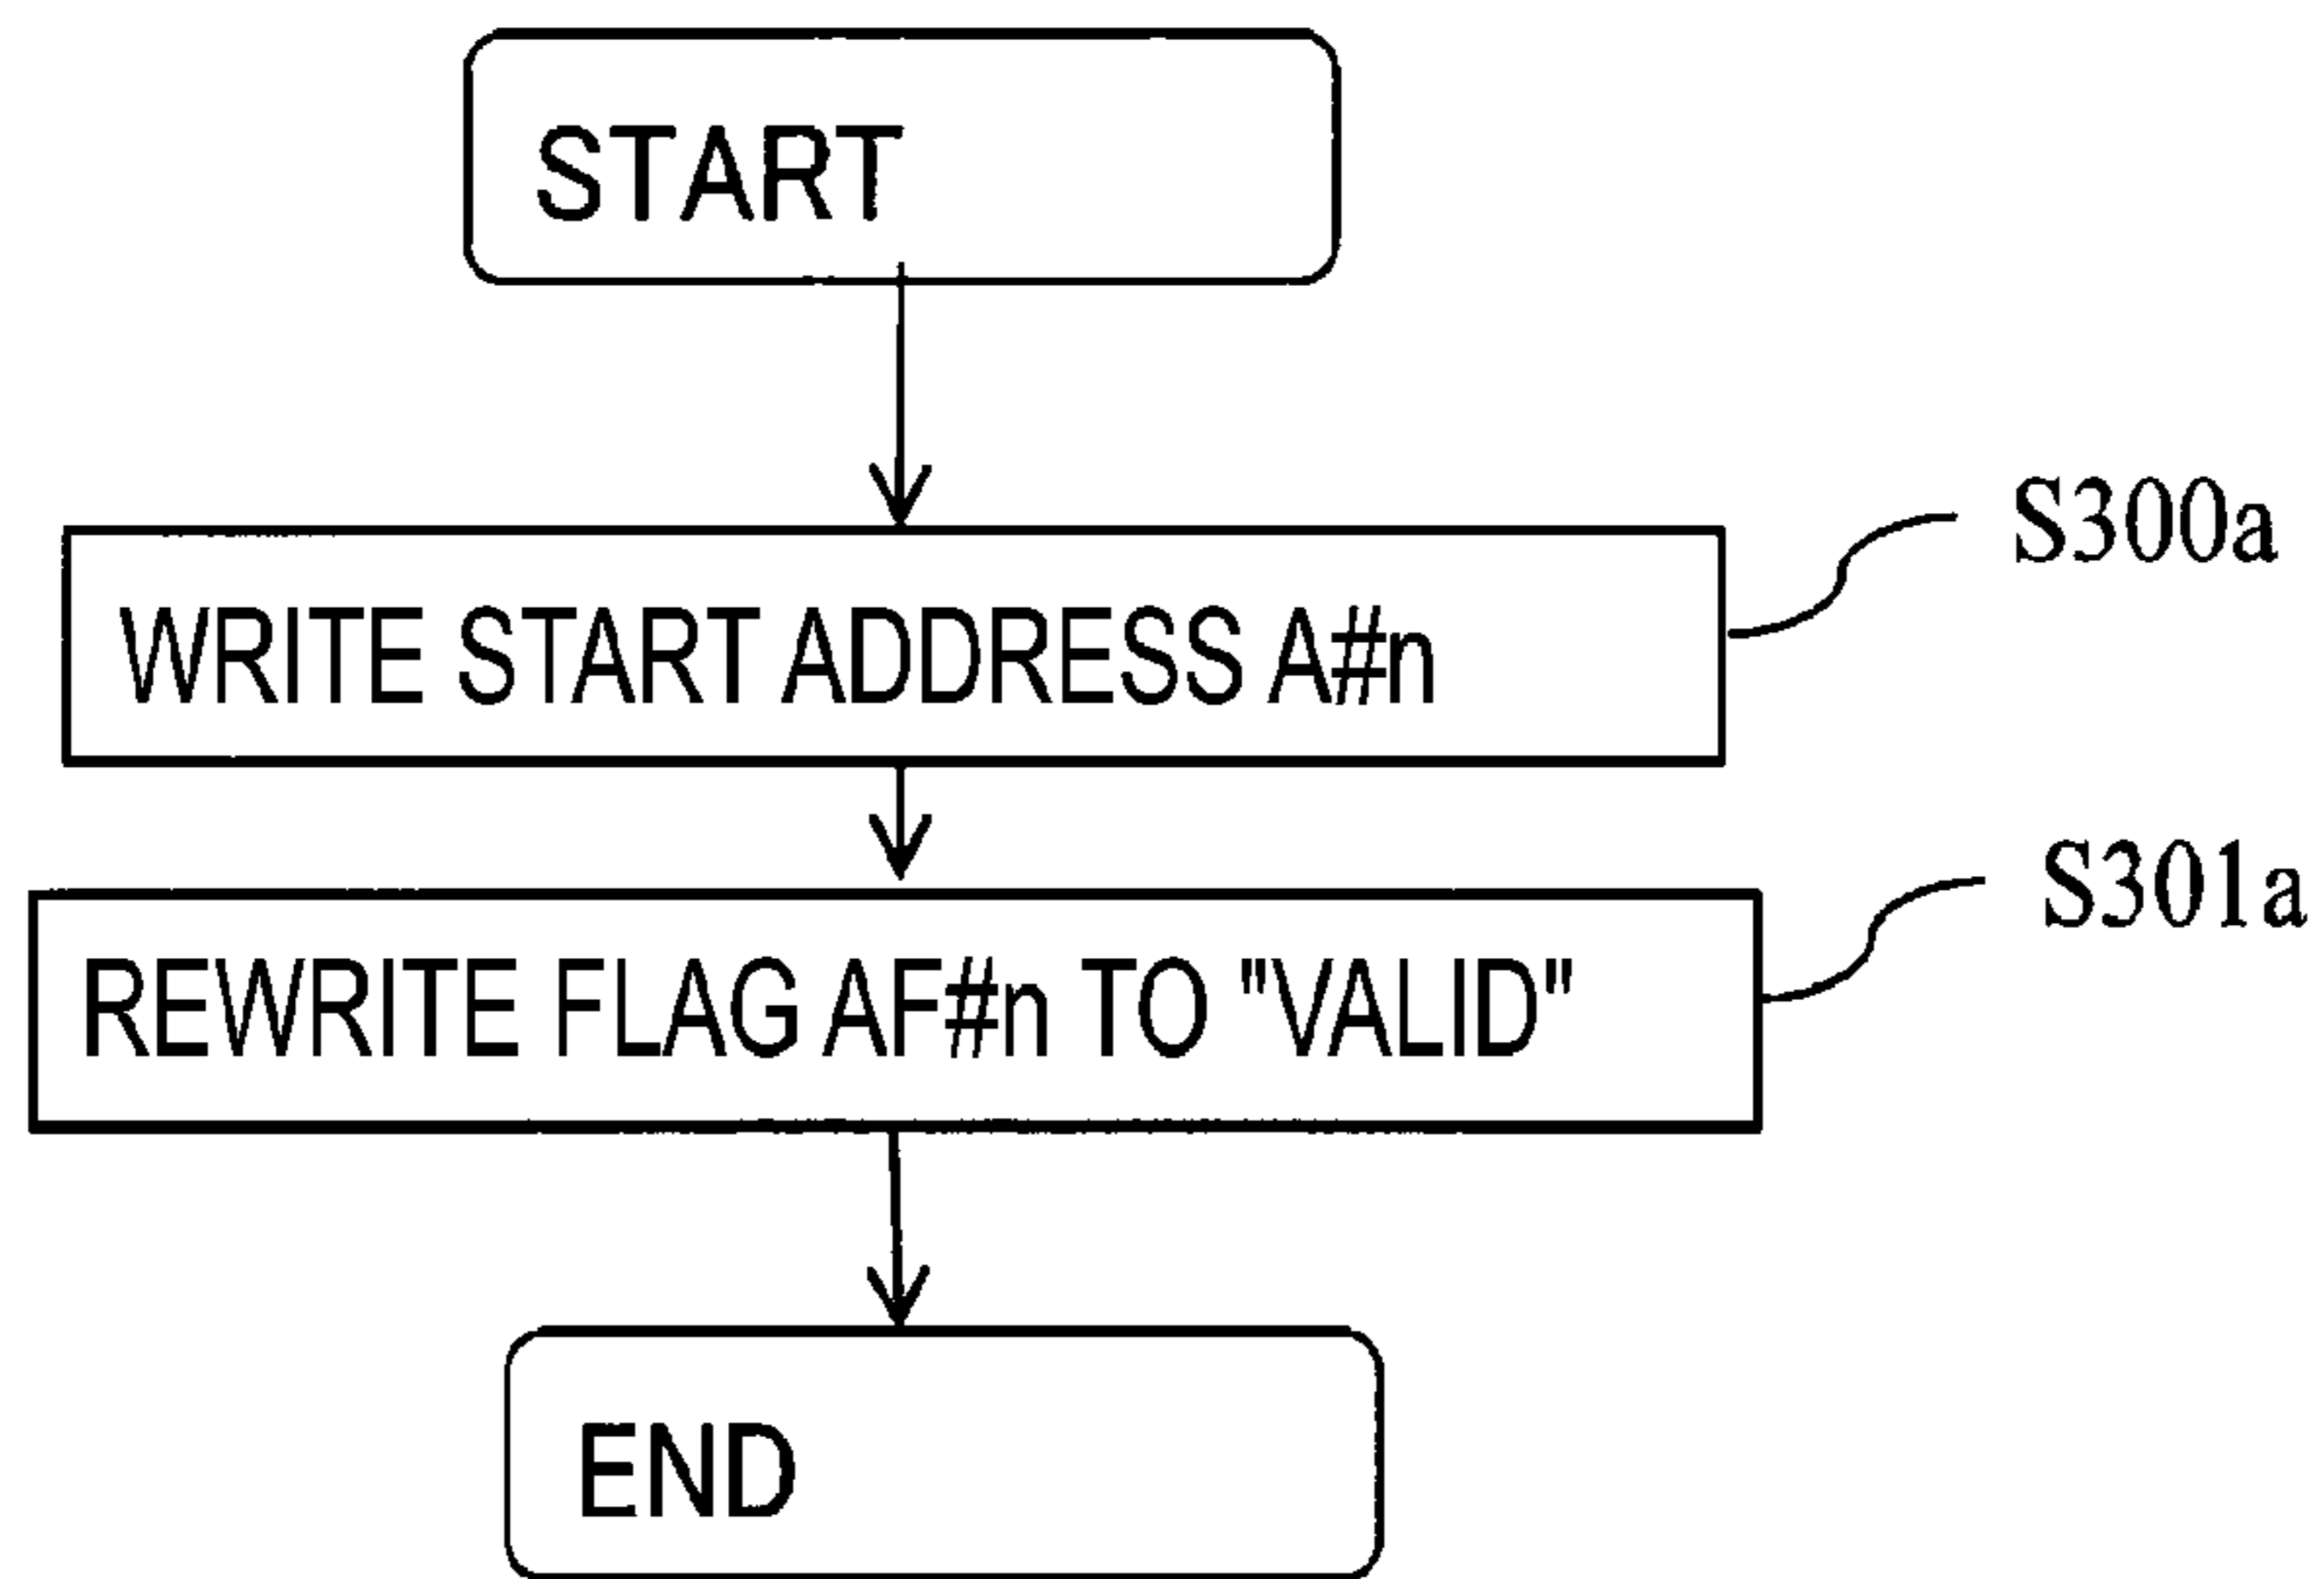 START
WRITE START ADDRESS A#n
S300a
REWRITE FLAG AF#n TO "VALID"
S301a
END